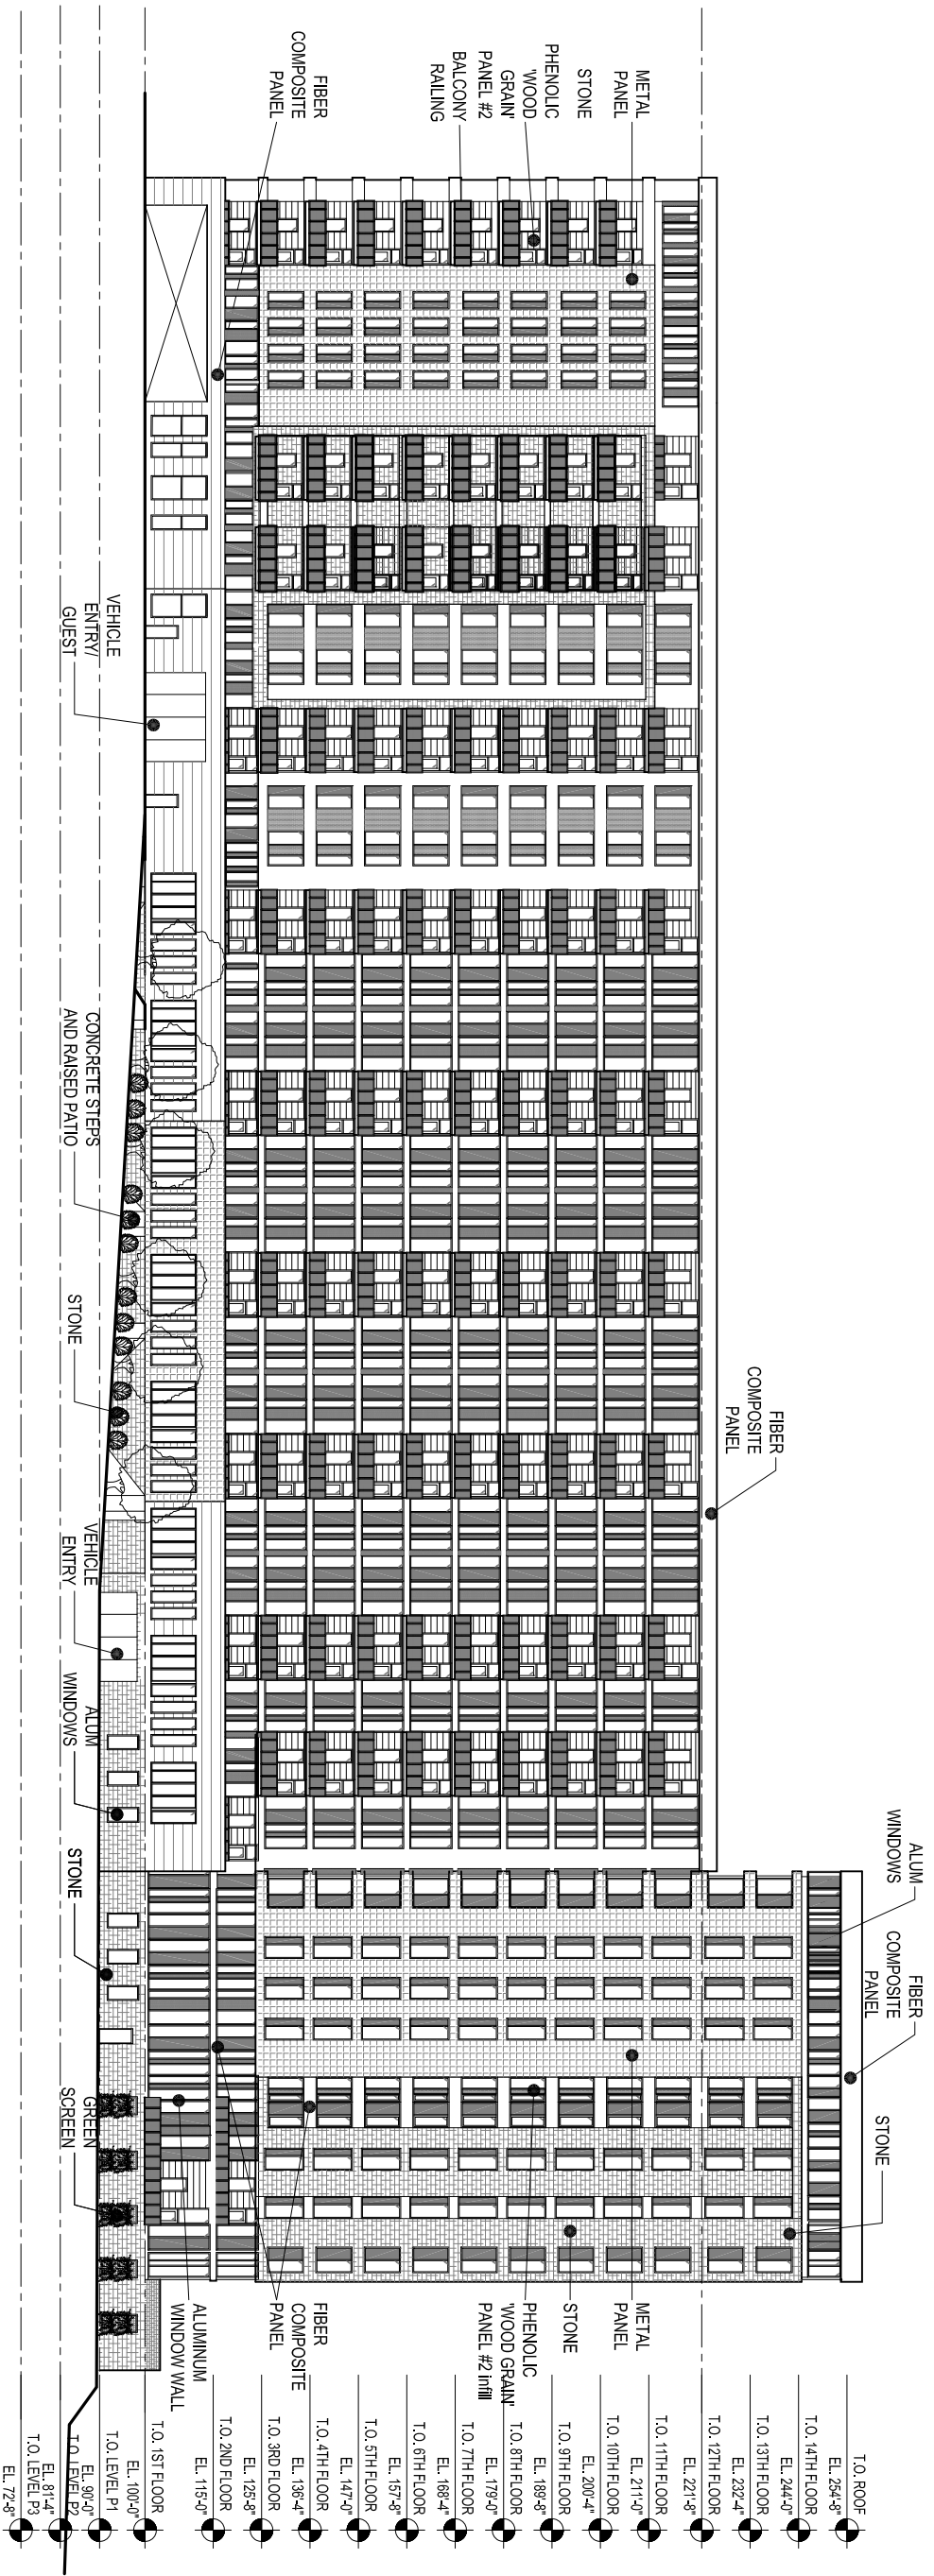 ALUM
WINDOWS
FIBER
COMPOSITE
PANEL
STONE
FIBER
COMPOSITE
PANEL
METAL
PANEL
STONE
PHENOLIC
'WOOD
GRAIN'
PANEL #2
BALCONY
RAILING
FIBER
COMPOSITE
PANEL
METAL
PANEL
STONE
PHENOLIC
'WOOD GRAIN'
PANEL #2 infill
FIBER
COMPOSITE
PANEL
ALUMINUM
WINDOW WALL
T.O. ROOF
EL. 254'-8"
T.O. 14TH FLOOR
EL. 244'-0"
T.O. 13TH FLOOR
EL. 232'-4"
T.O. 12TH FLOOR
EL. 221'-8"
T.O. 11TH FLOOR
EL. 211'-0"
T.O. 10TH FLOOR
EL. 200'-4"
T.O. 9TH FLOOR
EL. 189'-8"
T.O. 8TH FLOOR
EL. 179'-0"
T.O. 7TH FLOOR
EL. 168'-4"
T.O. 6TH FLOOR
EL. 157'-8"
T.O. 5TH FLOOR
EL. 147'-0"
T.O. 4TH FLOOR
EL. 136'-4"
T.O. 3RD FLOOR
EL. 125'-8"
T.O. 2ND FLOOR
EL. 115'-0"
T.O. 1ST FLOOR
EL. 100'-0"
T.O. LEVEL P1
EL. 90'-0"
T.O. LEVEL P2
EL. 81'-4"
T.O. LEVEL P3
EL. 72'-8"
VEHICLE
ENTRY/
GUEST
CONCRETE STEPS
AND RAISED PATIO
STONE
VEHICLE
ENTRY
ALUM
WINDOWS
STONE
GREEN
SCREEN